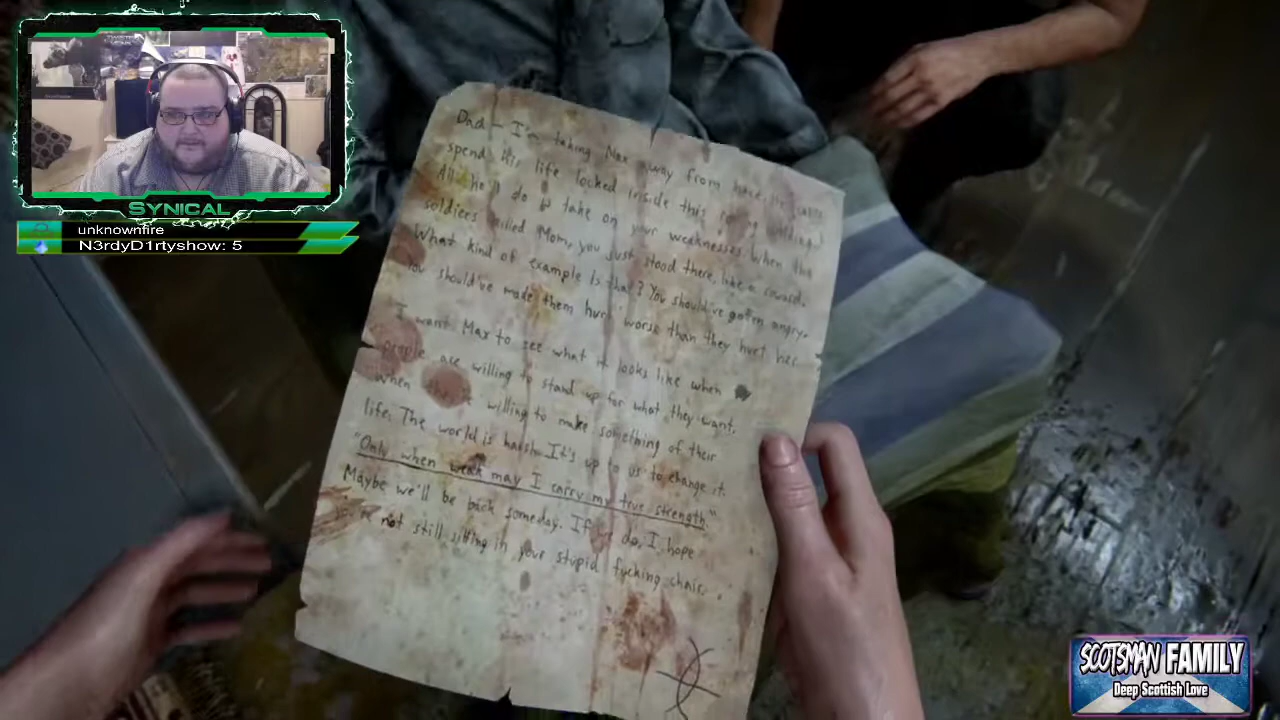 SYNICAL
unknownfire
N3rdyD1rtyshow: 5
Dad - I'm taking Max away from here.
spend his life locked inside this
All he'll do is take on your weaknesses. When the
soldiers killed Mom, you just stood there, like a coward.
What kind of example is that? You should've gotten angry.
You should've made them hurt worse than they hurt her.
I want Max to see what it looks like when
people are willing to stand up for what they want.
When willing to make something of their
life. The world is harsh. It's up to us to change it.
"Only when weak may I carry my true strength."
Maybe we'll be back someday. If do, I hope
not still sitting in your stupid fucking chair.
SCOTSMAN FAMILY
Deep Scottish Love